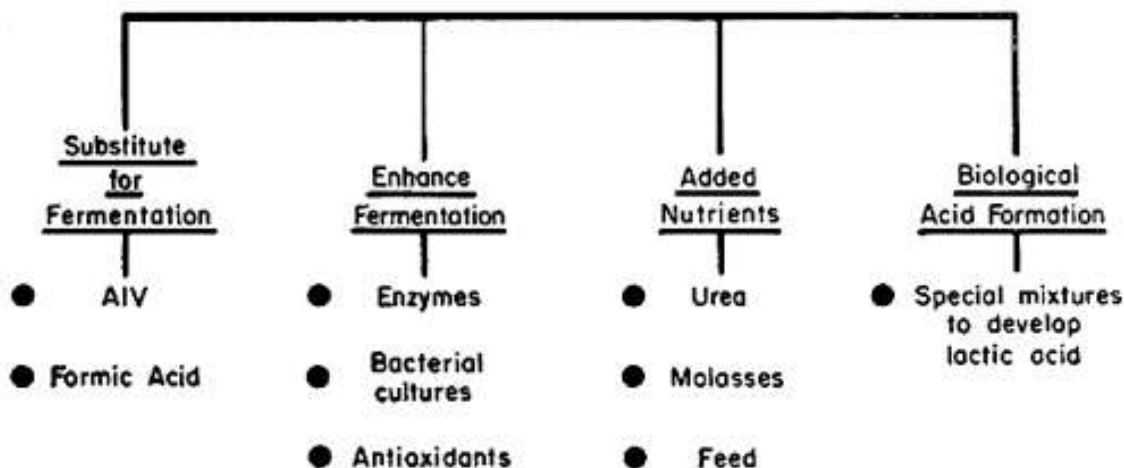 Substitute
for
Fermentation
● AIV
● Formic Acid
Enhance
Fermentation
● Enzymes
● Bacterial
cultures
● Antioxidants
Added
Nutrients
● Urea
● Molasses
● Feed
Biological
Acid Formation
● Special mixtures
to develop
lactic acid